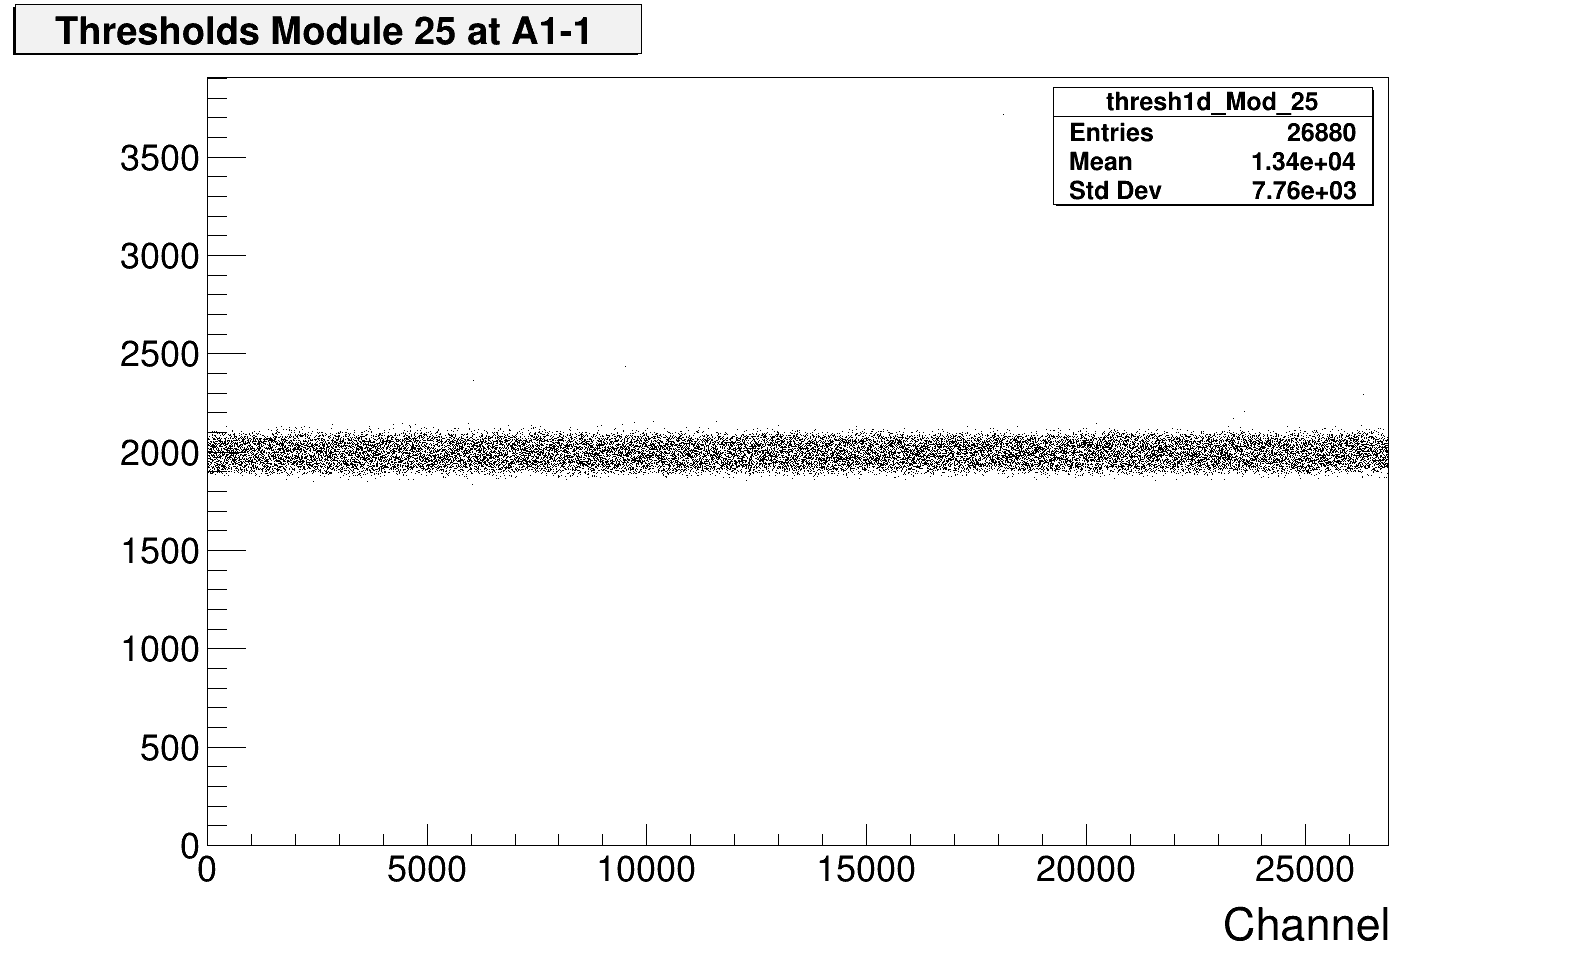 Thresholds Module 25 at A1-1
thresh1d_Mod_25
Entries 26880
Mean 1.34e+04
Std Dev 7.76e+03
3500
3000
2500
2000
1500
1000
500
0
0 5000 10000 15000 20000 25000
Channel